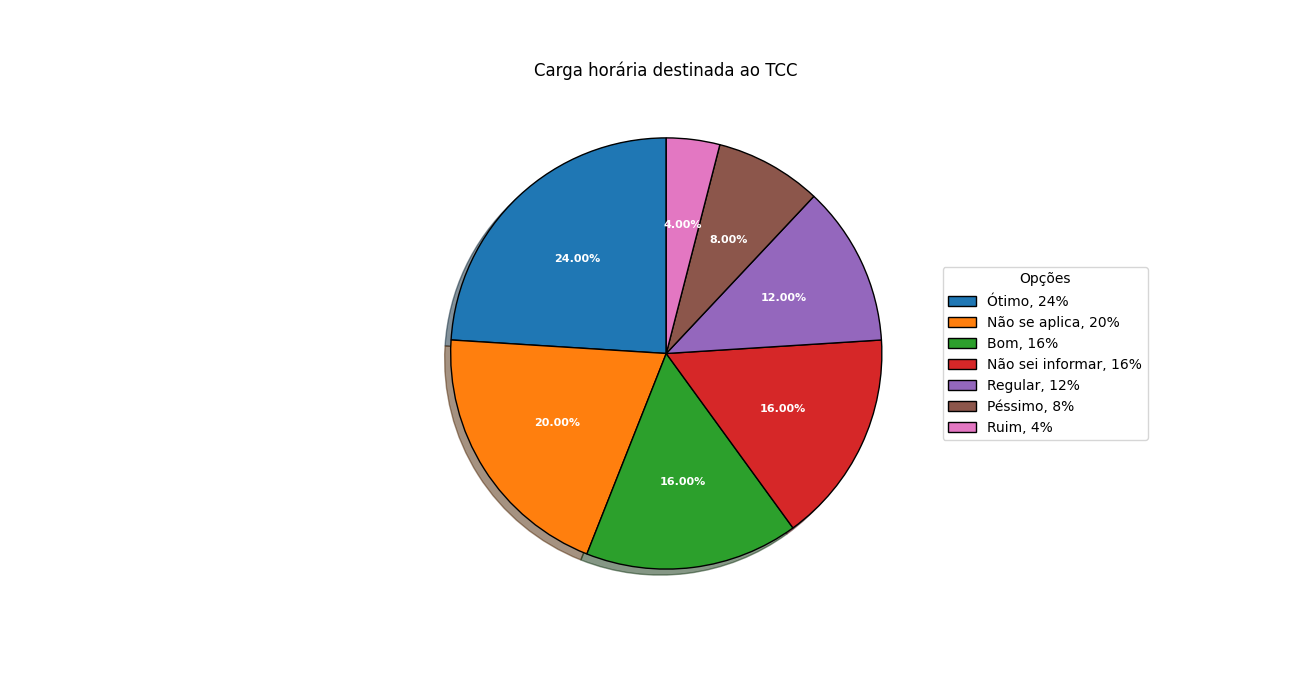 Carga horária destinada ao TCC
4.00%
8.00%
24.00%
12.00%
16.00%
20.00%
16.00%
Opções
Ótimo, 24%
Não se aplica, 20%
Bom, 16%
Não sei informar, 16%
Regular, 12%
Péssimo, 8%
Ruim, 4%